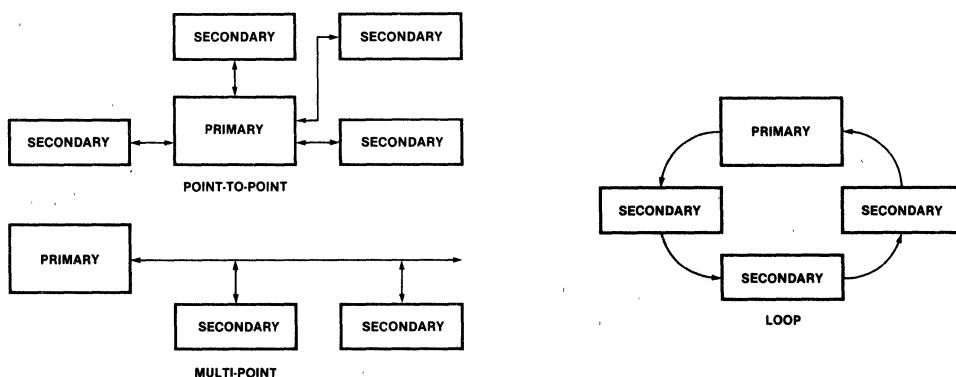 SECONDARY
SECONDARY
SECONDARY
PRIMARY
SECONDARY
POINT-TO-POINT
PRIMARY
SECONDARY
SECONDARY
MULTI-POINT
PRIMARY
SECONDARY
SECONDARY
SECONDARY
LOOP